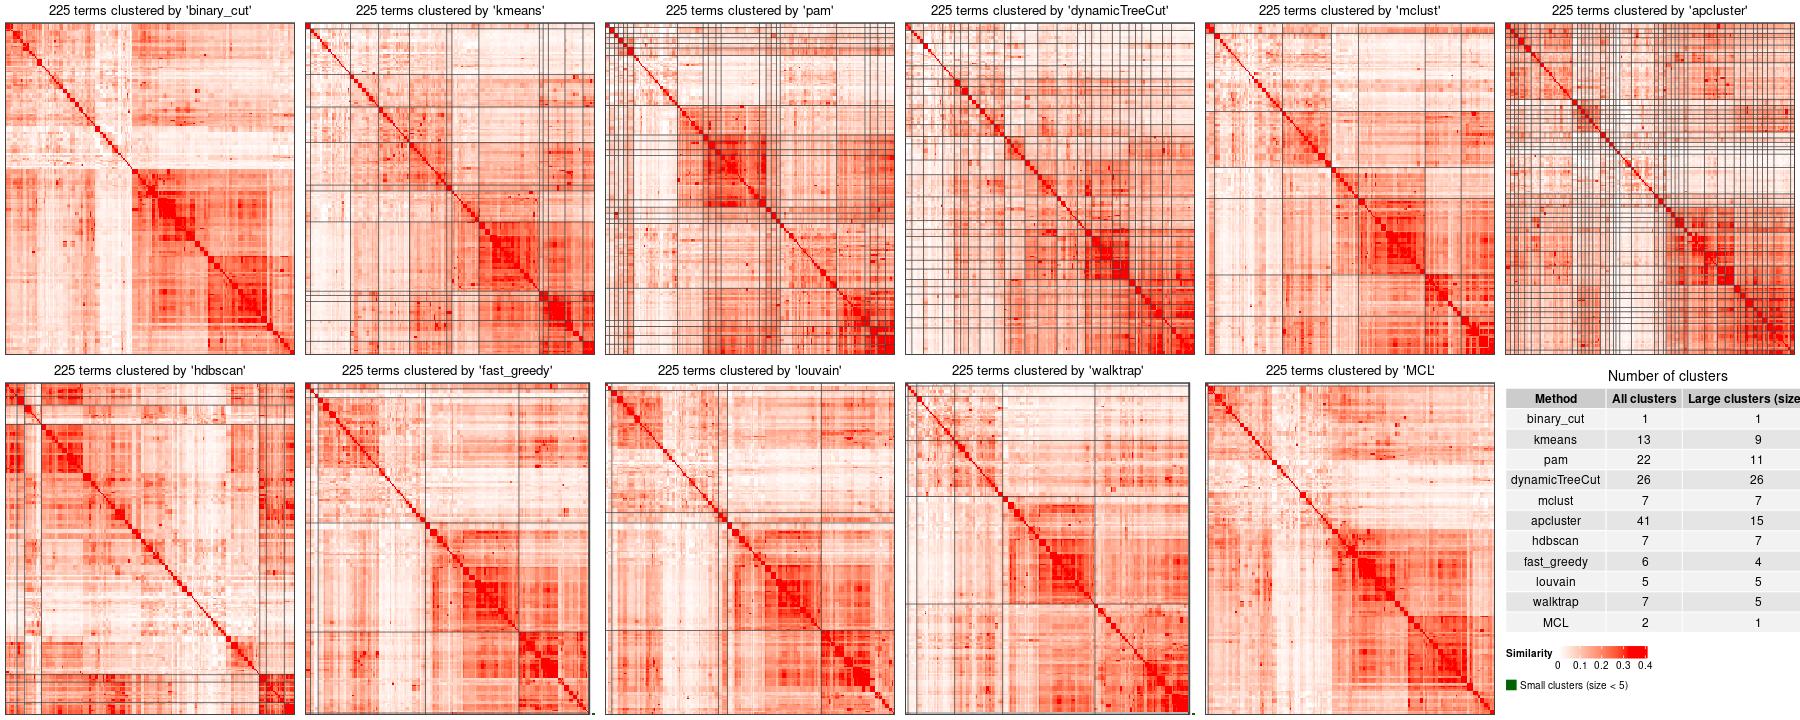 225 terms clustered by 'binary_cut'
225 terms clustered by 'kmeans'
225 terms clustered by 'pam'
225 terms clustered by 'dynamicTreeCut'
225 terms clustered by 'mclust'
225 terms clustered by 'apcluster'
225 terms clustered by 'hdbscan'
225 terms clustered by 'fast_greedy'
225 terms clustered by 'louvain'
225 terms clustered by 'walktrap'
225 terms clustered by 'MCL'
Number of clusters
Method All clusters Large clusters (size
binary_cut 1 1
kmeans 13 9
pam 22 11
dynamicTreeCut 26 26
mclust 7 7
apcluster 41 15
hdbscan 7 7
fast_greedy 6 4
louvain 5 5
walktrap 7 5
MCL 2 1
Similarity
0 0.1 0.2 0.3 0.4
Small clusters (size < 5)